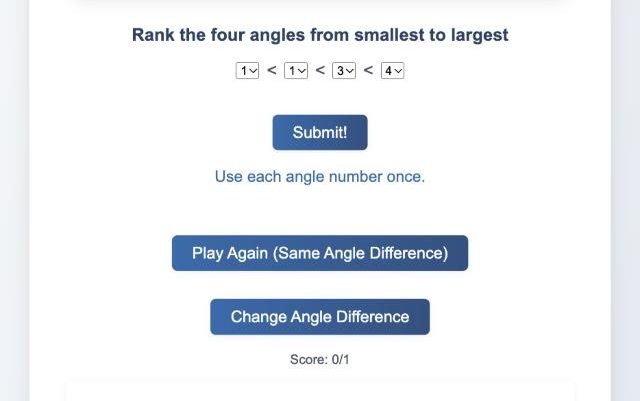 Rank the four angles from smallest to largest
1 < 1 < 3 < 4
Submit!
Use each angle number once.
Play Again (Same Angle Difference)
Change Angle Difference
Score: 0/1